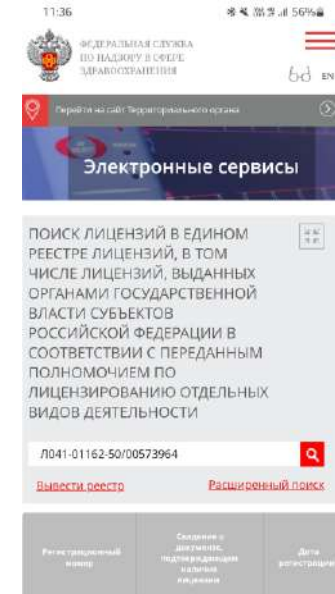 11:36
56%
ФЕДЕРАЛЬНАЯ СЛУЖБА
ПО НАДЗОРУ В СФЕРЕ
ЗДРАВООХРАНЕНИЯ
EN
Перейти на сайт Территориального органа
Электронные сервисы
ПОИСК ЛИЦЕНЗИЙ В ЕДИНОМ
РЕЕСТРЕ ЛИЦЕНЗИЙ, В ТОМ
ЧИСЛЕ ЛИЦЕНЗИЙ, ВЫДАННЫХ
ОРГАНАМИ ГОСУДАРСТВЕННОЙ
ВЛАСТИ СУБЪЕКТОВ
РОССИЙСКОЙ ФЕДЕРАЦИИ В
СООТВЕТСТВИИ С ПЕРЕДАННЫМ
ПОЛНОМОЧИЕМ ПО
ЛИЦЕНЗИРОВАНИЮ ОТДЕЛЬНЫХ
ВИДОВ ДЕЯТЕЛЬНОСТИ
Л041-01162-50/00573964
Вывести реестр Расширенный поиск
Регистрационный
номер
Сведения о
документе,
подтверждающем
наличие
лицензии
Дата
регистрации